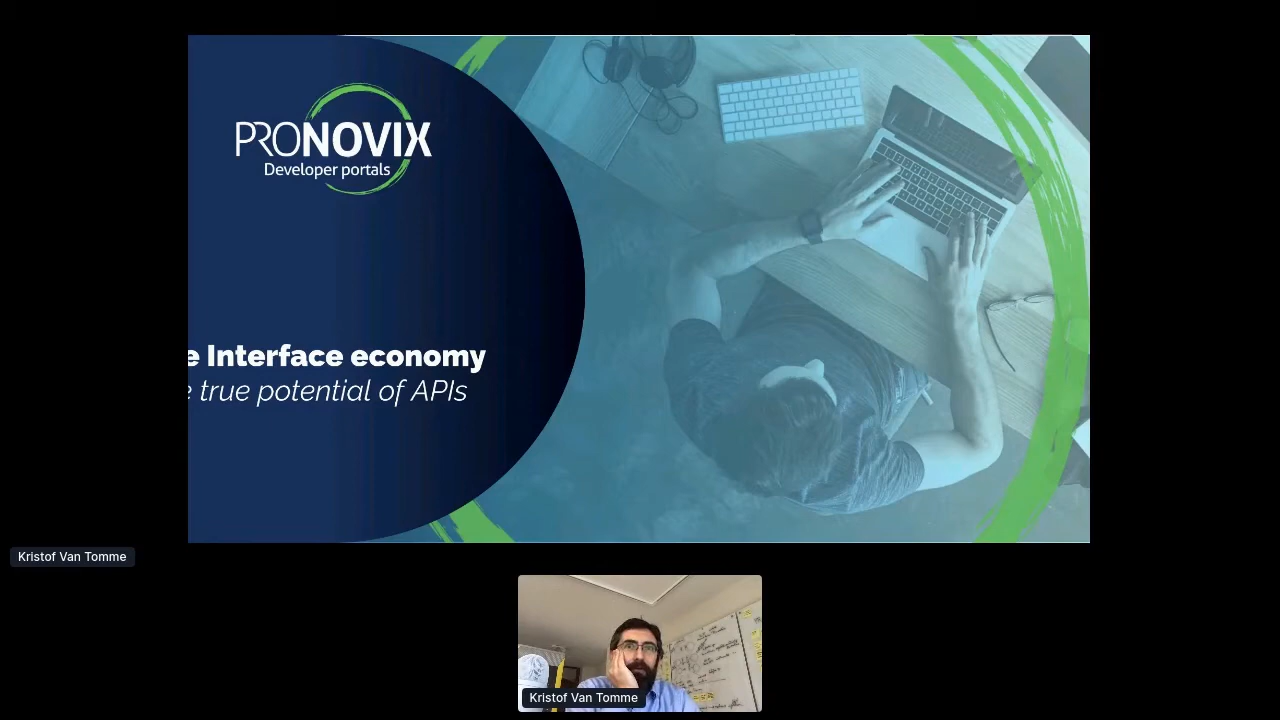 PRONOVIX
Developer portals
e Interface economy
e true potential of APIs
Kristof Van Tomme
Kristof Van Tomme